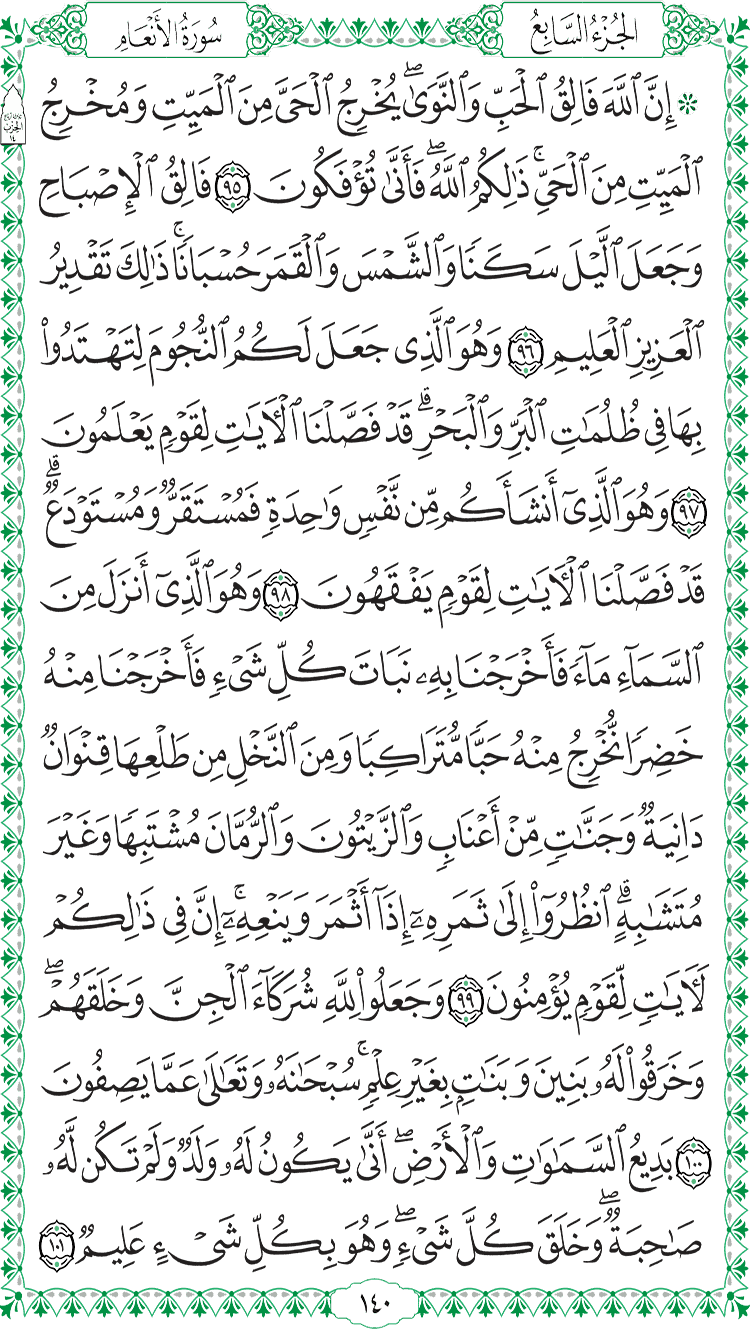 الجُزْءُ السَّابِعُ
سُورَةُ الأَنْعَامِ
۞ إِنَّ ٱللَّهَ فَالِقُ ٱلْحَبِّ وَٱلنَّوَىٰۖ يُخْرِجُ ٱلْحَىَّ مِنَ ٱلْمَيِّتِ وَمُخْرِجُ
ٱلْمَيِّتِ مِنَ ٱلْحَىِّۚ ذَٰلِكُمُ ٱللَّهُۖ فَأَنَّىٰ تُؤْفَكُونَ ٩٥ فَالِقُ ٱلْإِصْبَاحِ
وَجَعَلَ ٱلَّيْلَ سَكَنًا وَٱلشَّمْسَ وَٱلْقَمَرَ حُسْبَانًاۚ ذَٰلِكَ تَقْدِيرُ
ٱلْعَزِيزِ ٱلْعَلِيمِ ٩٦ وَهُوَ ٱلَّذِى جَعَلَ لَكُمُ ٱلنُّجُومَ لِتَهْتَدُوا۟
بِهَا فِى ظُلُمَٰتِ ٱلْبَرِّ وَٱلْبَحْرِۗ قَدْ فَصَّلْنَا ٱلْءَايَٰتِ لِقَوْمٍ يَعْلَمُونَ
٩٧ وَهُوَ ٱلَّذِىٓ أَنشَأَكُم مِّن نَّفْسٍ وَٰحِدَةٍ فَمُسْتَقَرٌّ وَمُسْتَوْدَعٌۗ
قَدْ فَصَّلْنَا ٱلْءَايَٰتِ لِقَوْمٍ يَفْقَهُونَ ٩٨ وَهُوَ ٱلَّذِىٓ أَنزَلَ مِنَ
ٱلسَّمَآءِ مَآءً فَأَخْرَجْنَا بِهِۦ نَبَاتَ كُلِّ شَىْءٍ فَأَخْرَجْنَا مِنْهُ
خَضِرًا نُّخْرِجُ مِنْهُ حَبًّا مُّتَرَاكِبًا وَمِنَ ٱلنَّخْلِ مِن طَلْعِهَا قِنْوَانٌ
دَانِيَةٌ وَجَنَّٰتٍ مِّنْ أَعْنَابٍ وَٱلزَّيْتُونَ وَٱلرُّمَّانَ مُشْتَبِهًا وَغَيْرَ
مُتَشَٰبِهٍۗ ٱنظُرُوٓا۟ إِلَىٰ ثَمَرِهِۦٓ إِذَآ أَثْمَرَ وَيَنْعِهِۦٓۚ إِنَّ فِى ذَٰلِكُمْ
لَءَايَٰتٍ لِّقَوْمٍ يُؤْمِنُونَ ٩٩ وَجَعَلُوا۟ لِلَّهِ شُرَكَآءَ ٱلْجِنَّ وَخَلَقَهُمْۖ
وَخَرَقُوا۟ لَهُۥ بَنِينَ وَبَنَٰتٍۭ بِغَيْرِ عِلْمٍۚ سُبْحَٰنَهُۥ وَتَعَٰلَىٰ عَمَّا يَصِفُونَ
١٠٠ بَدِيعُ ٱلسَّمَٰوَٰتِ وَٱلْأَرْضِۖ أَنَّىٰ يَكُونُ لَهُۥ وَلَدٌ وَلَمْ تَكُن لَّهُۥ
صَٰحِبَةٌۖ وَخَلَقَ كُلَّ شَىْءٍۖ وَهُوَ بِكُلِّ شَىْءٍ عَلِيمٌ ١٠١
١٤٠